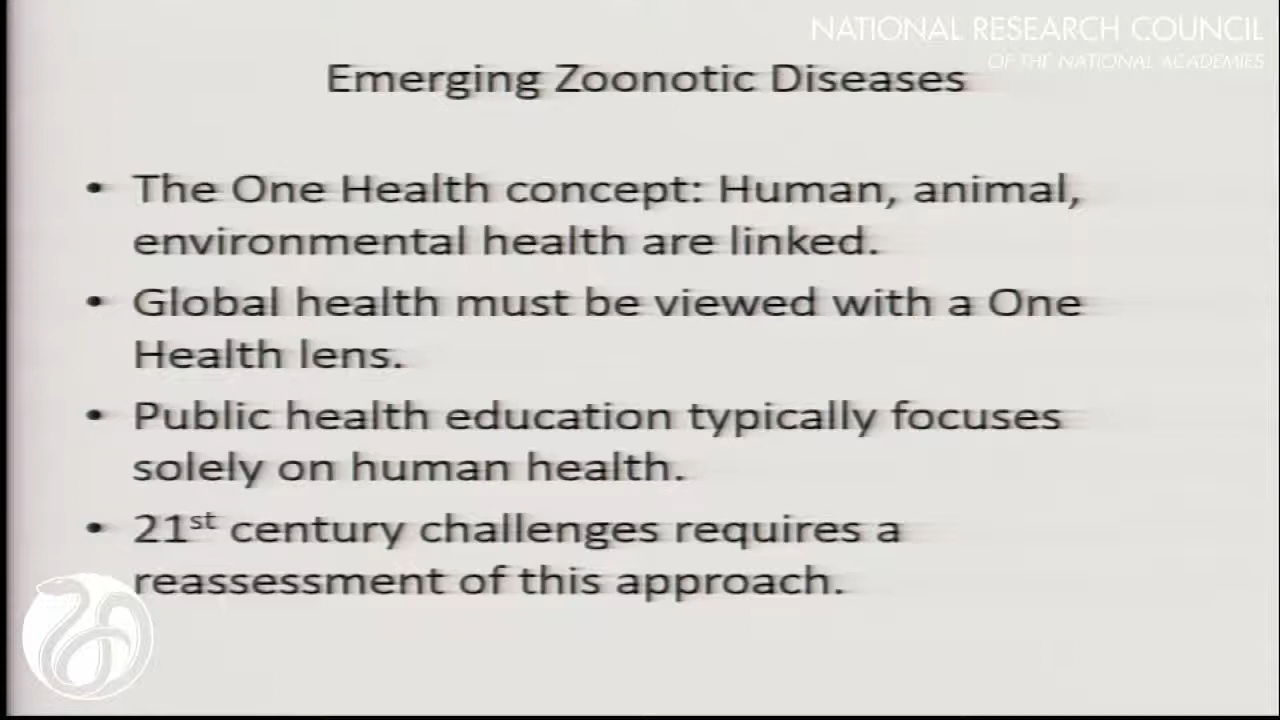 NATIONAL RESEARCH COUNCIL
OF THE NATIONAL ACADEMIES
Emerging Zoonotic Diseases
• The One Health concept: Human, animal,
environmental health are linked.
• Global health must be viewed with a One
Health lens.
• Public health education typically focuses
solely on human health.
• 21st century challenges requires a
reassessment of this approach.